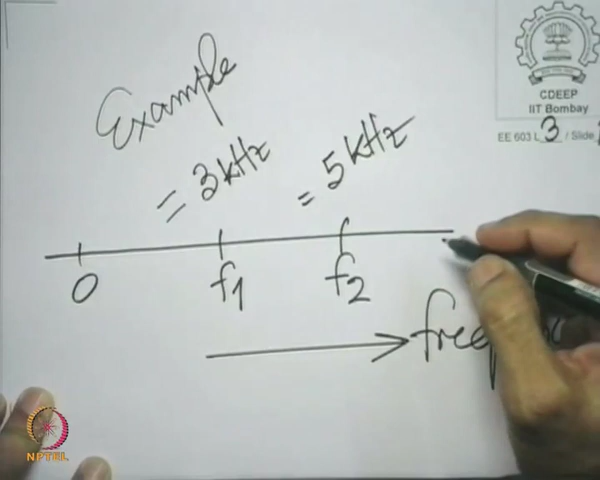 CDEEP
IIT Bombay
EE 603 L 3 / Slide
Example
= 3 kHz = 5 kHz
0 f1 f2
NPTEL